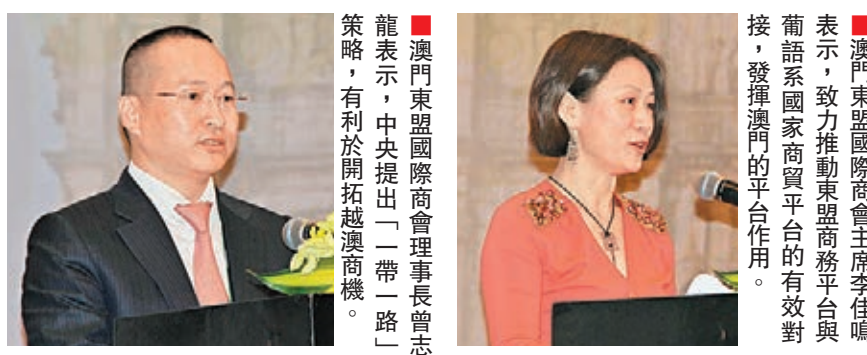 ■澳門東盟國際商會主席李佳鳴
表示，致力推動東盟商務平台與
葡語系國家商貿平台的有效對
接，發揮澳門的平台作用。
■澳門東盟國際商會理事長曾志
龍表示，中央提出「一帶一路」
策略，有利於開拓越澳商機。